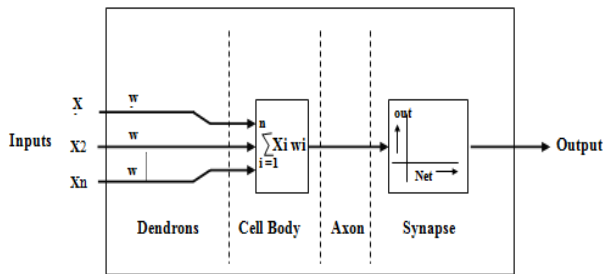 X w
Inputs X2 w
Xn w
n
∑Xi wi
i=1
out
Net
Output
Dendrons Cell Body Axon Synapse